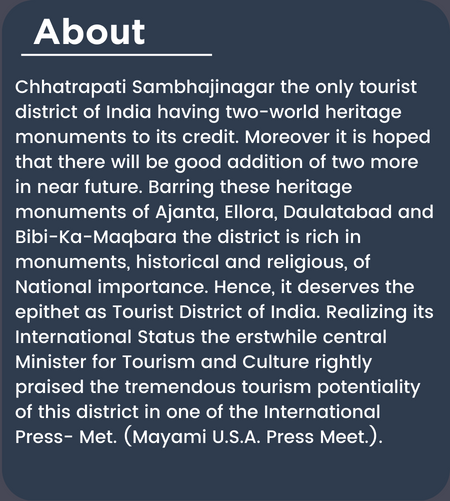 About
Chhatrapati Sambhajinagar the only tourist
district of India having two-world heritage
monuments to its credit. Moreover it is hoped
that there will be good addition of two more
in near future. Barring these heritage
monuments of Ajanta, Ellora, Daulatabad and
Bibi-Ka-Maqbara the district is rich in
monuments, historical and religious, of
National importance. Hence, it deserves the
epithet as Tourist District of India. Realizing its
International Status the erstwhile central
Minister for Tourism and Culture rightly
praised the tremendous tourism potentiality
of this district in one of the International
Press- Met. (Mayami U.S.A. Press Meet.).